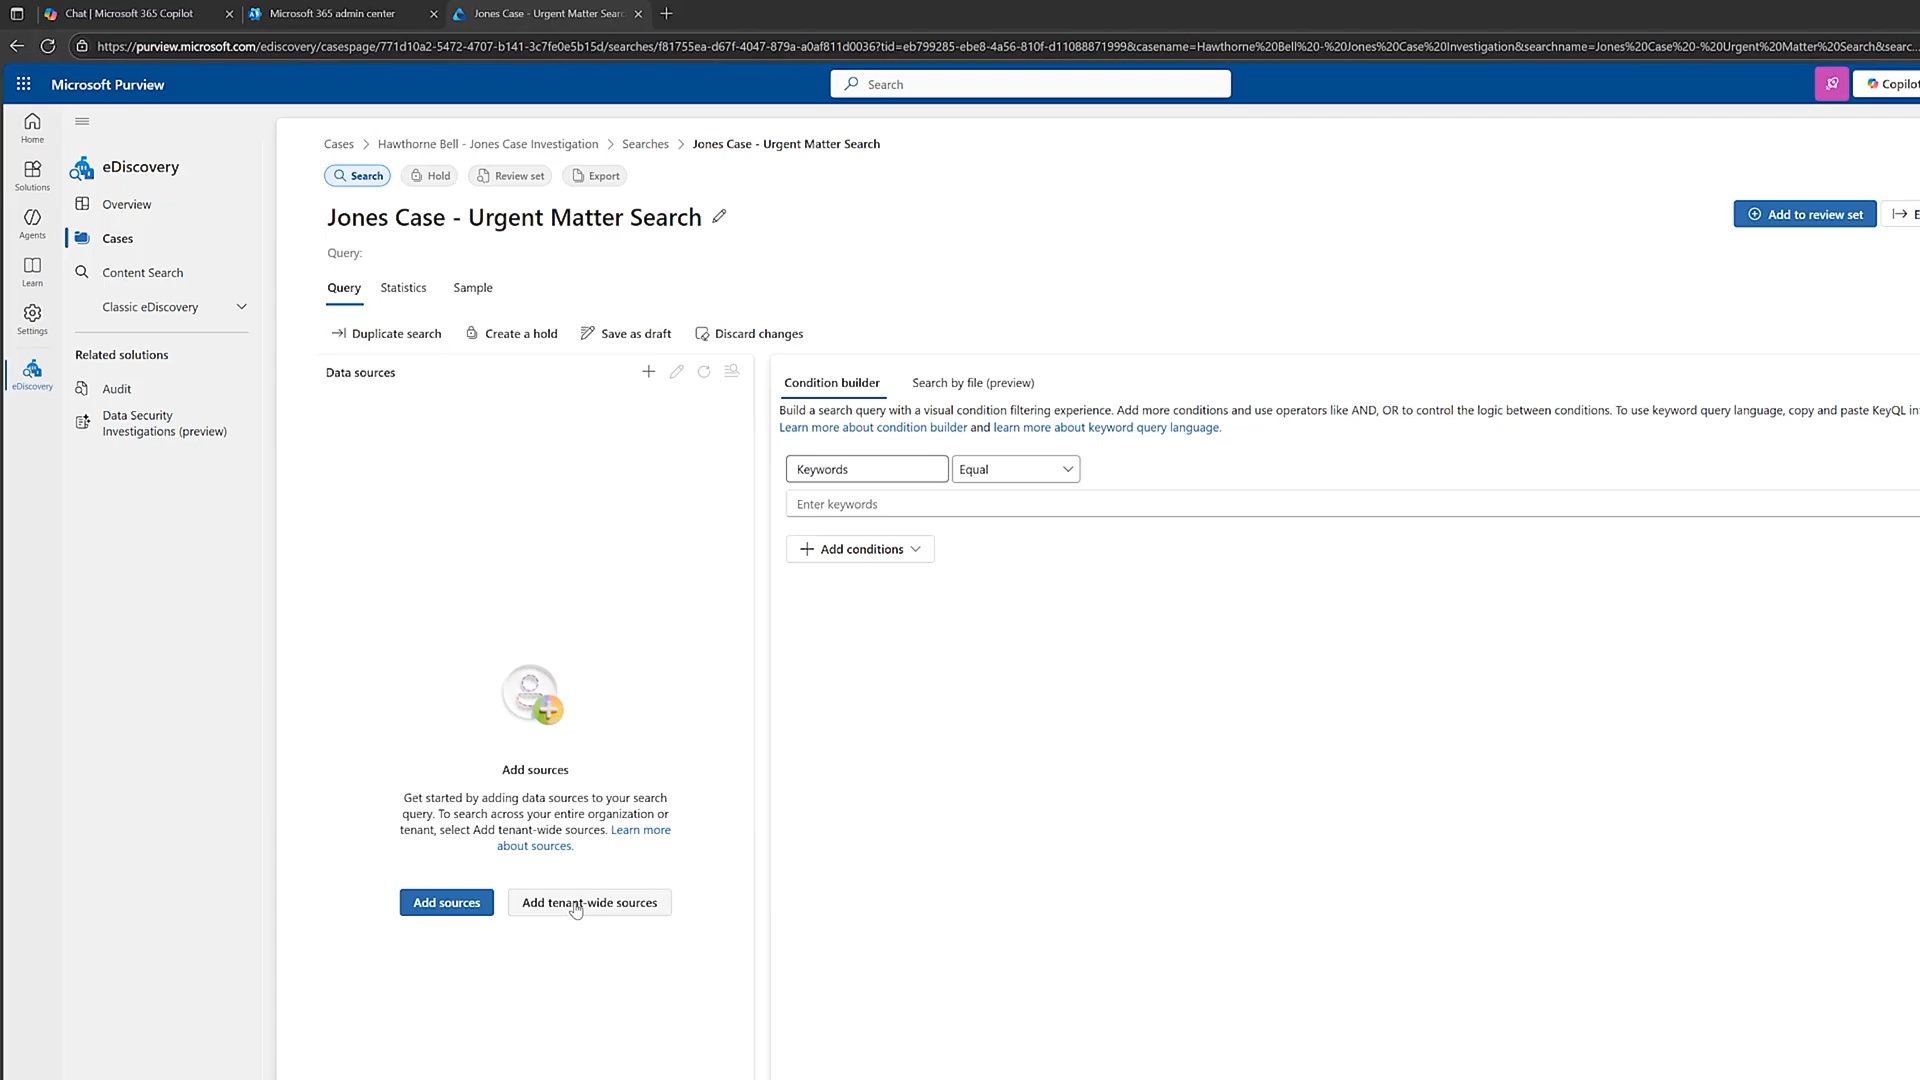 Chat | Microsoft 365 Copilot
Microsoft 365 admin center
Jones Case - Urgent Matter Searc
https://purview.microsoft.com/ediscovery/casespage/771d10a2-5472-4707-b141-3c7fe0e5b15d/searches/f81755ea-d67f-4047-879a-a0af811d0036?tid=eb799285-ebe8-4a56-810f-d11088871999&casename=Hawthorne%20Bell%20-%20Jones%20Case%20Investigation&searchname=Jones%20Case%20-%20Urgent%20Matter%20Search&searc...
Microsoft Purview
Search
Copilot
Home
Solutions
Agents
Learn
Settings
eDiscovery
eDiscovery
Overview
Cases
Content Search
Classic eDiscovery
Related solutions
Audit
Data Security
Investigations (preview)
Cases > Hawthorne Bell - Jones Case Investigation > Searches > Jones Case - Urgent Matter Search
Search
Hold
Review set
Export
Jones Case - Urgent Matter Search
Add to review set
E
Query:
Query
Statistics
Sample
Duplicate search
Create a hold
Save as draft
Discard changes
Data sources
Add sources
Get started by adding data sources to your search
query. To search across your entire organization or
tenant, select Add tenant-wide sources. Learn more
about sources.
Add sources
Add tenant-wide sources
Condition builder
Search by file (preview)
Build a search query with a visual condition filtering experience. Add more conditions and use operators like AND, OR to control the logic between conditions. To use keyword query language, copy and paste KeyQL in
Learn more about condition builder and learn more about keyword query language.
Keywords
Equal
Enter keywords
Add conditions